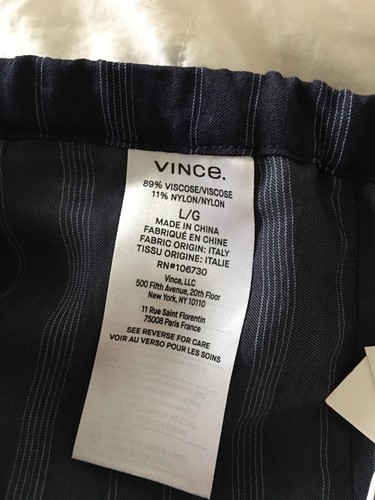 VINCE.
89% VISCOSE/VISCOSE
11% NYLON/NYLON
L/G
MADE IN CHINA
FABRIQUÉ EN CHINE
FABRIC ORIGIN: ITALY
TISSU ORIGINE: ITALIE
RN#106730
Vince, LLC
500 Fifth Avenue, 20th Floor
New York, NY 10110
11 Rue Saint Florentin
75008 Paris France
SEE REVERSE FOR CARE
VOIR AU VERSO POUR LES SOINS